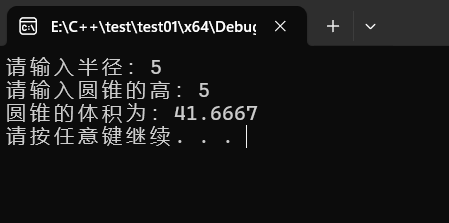 E:\C++\test\test01\x64\Debug
请输入半径: 5
请输入圆锥的高: 5
圆锥的体积为: 41.6667
请按任意键继续. . .